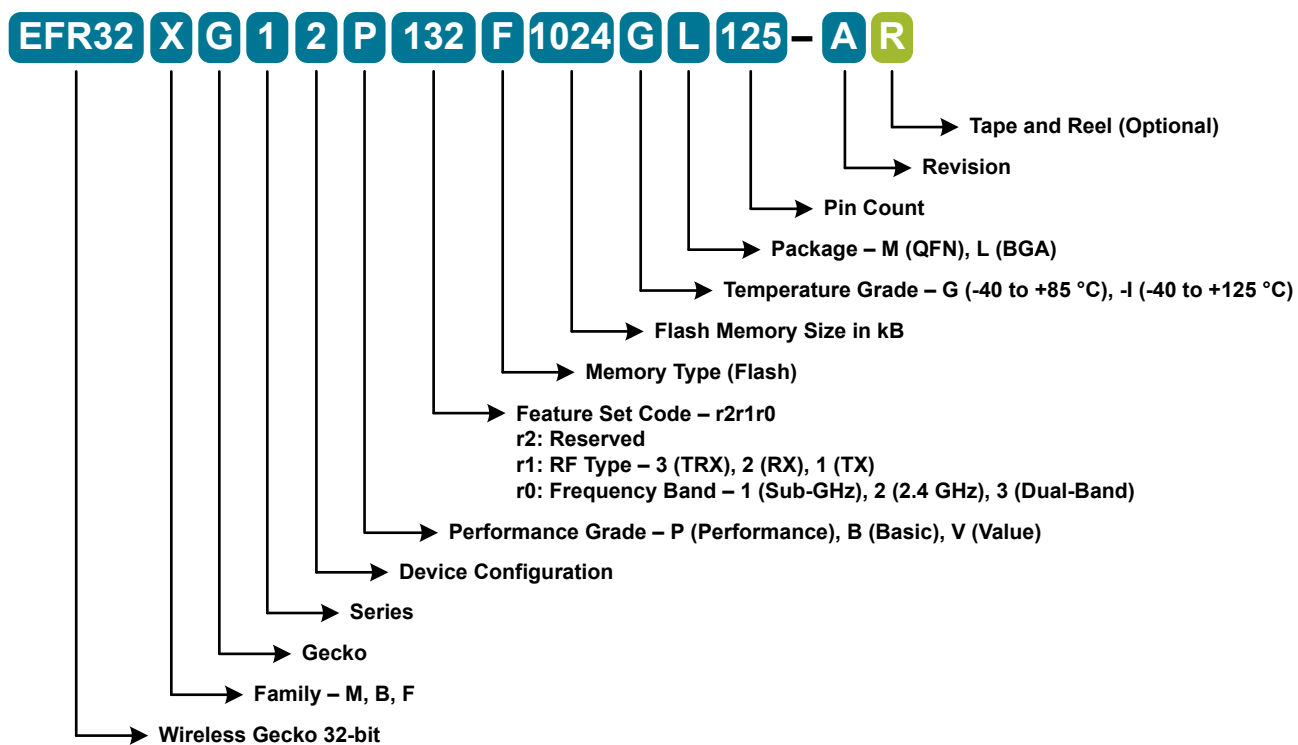 EFR32 X G 1 2 P 132 F 1024 G L 125 – A R
Tape and Reel (Optional)
Revision
Pin Count
Package – M (QFN), L (BGA)
Temperature Grade – G (-40 to +85 °C), -I (-40 to +125 °C)
Flash Memory Size in kB
Memory Type (Flash)
Feature Set Code – r2r1r0
r2: Reserved
r1: RF Type – 3 (TRX), 2 (RX), 1 (TX)
r0: Frequency Band – 1 (Sub-GHz), 2 (2.4 GHz), 3 (Dual-Band)
Performance Grade – P (Performance), B (Basic), V (Value)
Device Configuration
Series
Gecko
Family – M, B, F
Wireless Gecko 32-bit